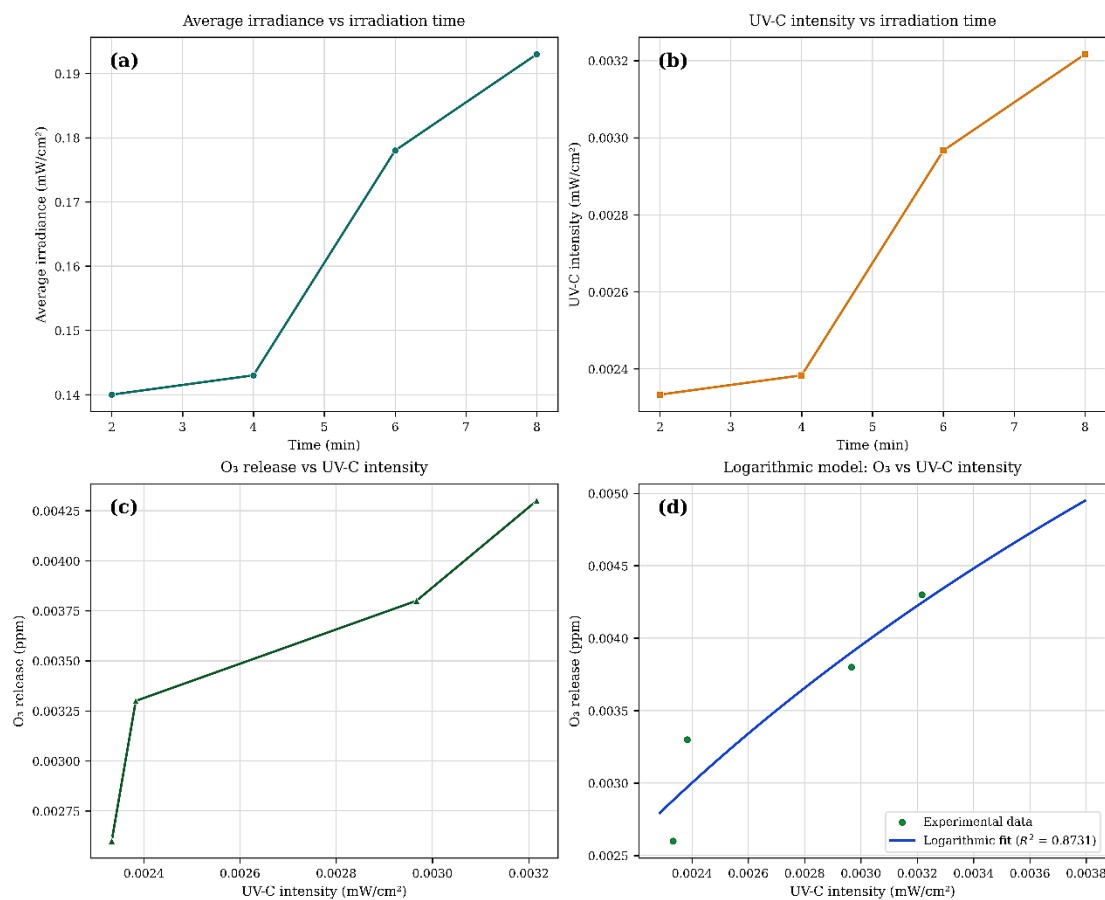 Average irradiance vs irradiation time
(a)
Average irradiance (mW/cm²)
0.19
0.18
0.17
0.16
0.15
0.14
2 3 4 5 6 7 8
Time (min)
UV-C intensity vs irradiation time
(b)
UV-C intensity (mW/cm²)
0.0032
0.0030
0.0028
0.0026
0.0024
2 3 4 5 6 7 8
Time (min)
O₃ release vs UV-C intensity
(c)
O₃ release (ppm)
0.00425
0.00400
0.00375
0.00350
0.00325
0.00300
0.00275
0.0024 0.0026 0.0028 0.0030 0.0032
UV-C intensity (mW/cm²)
Logarithmic model: O₃ vs UV-C intensity
(d)
O₃ release (ppm)
0.0050
0.0045
0.0040
0.0035
0.0030
0.0025
Experimental data
Logarithmic fit (R² = 0.8731)
0.0024 0.0026 0.0028 0.0030 0.0032 0.0034 0.0036 0.0038
UV-C intensity (mW/cm²)